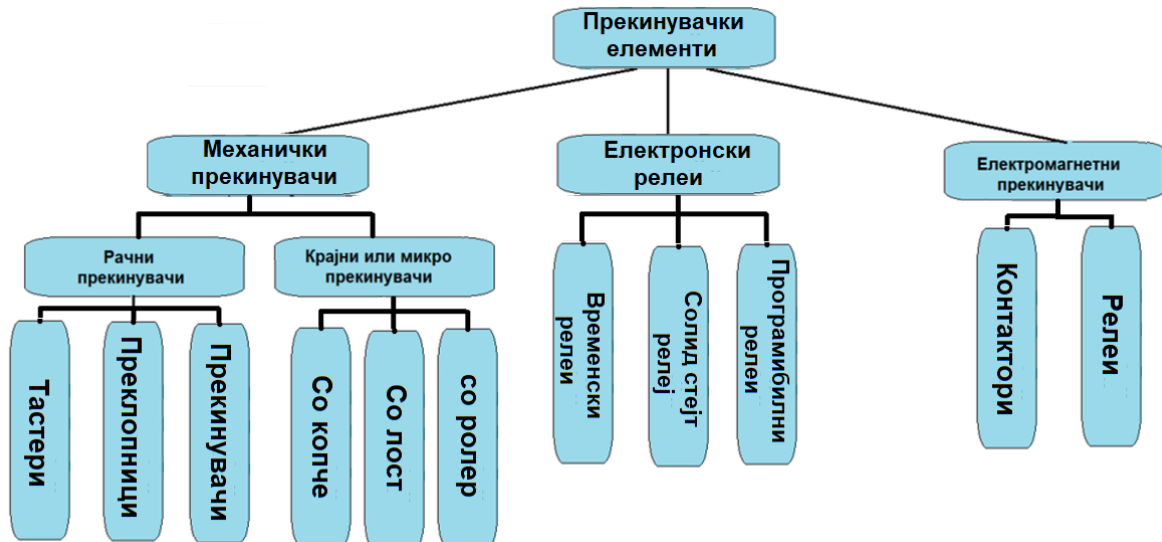 Прекинувачки
елементи
Механички
прекинувачи
Електронски
релеи
Електромагнетни
прекинувачи
Рачни
прекинувачи
Крајни или микро
прекинувачи
Тастери
Преклопници
Прекинувачи
Со копче
Со лост
со ролер
Временски
релеи
Солид стејт
релеј
Програмибилни
релеи
Контактори
Релеи